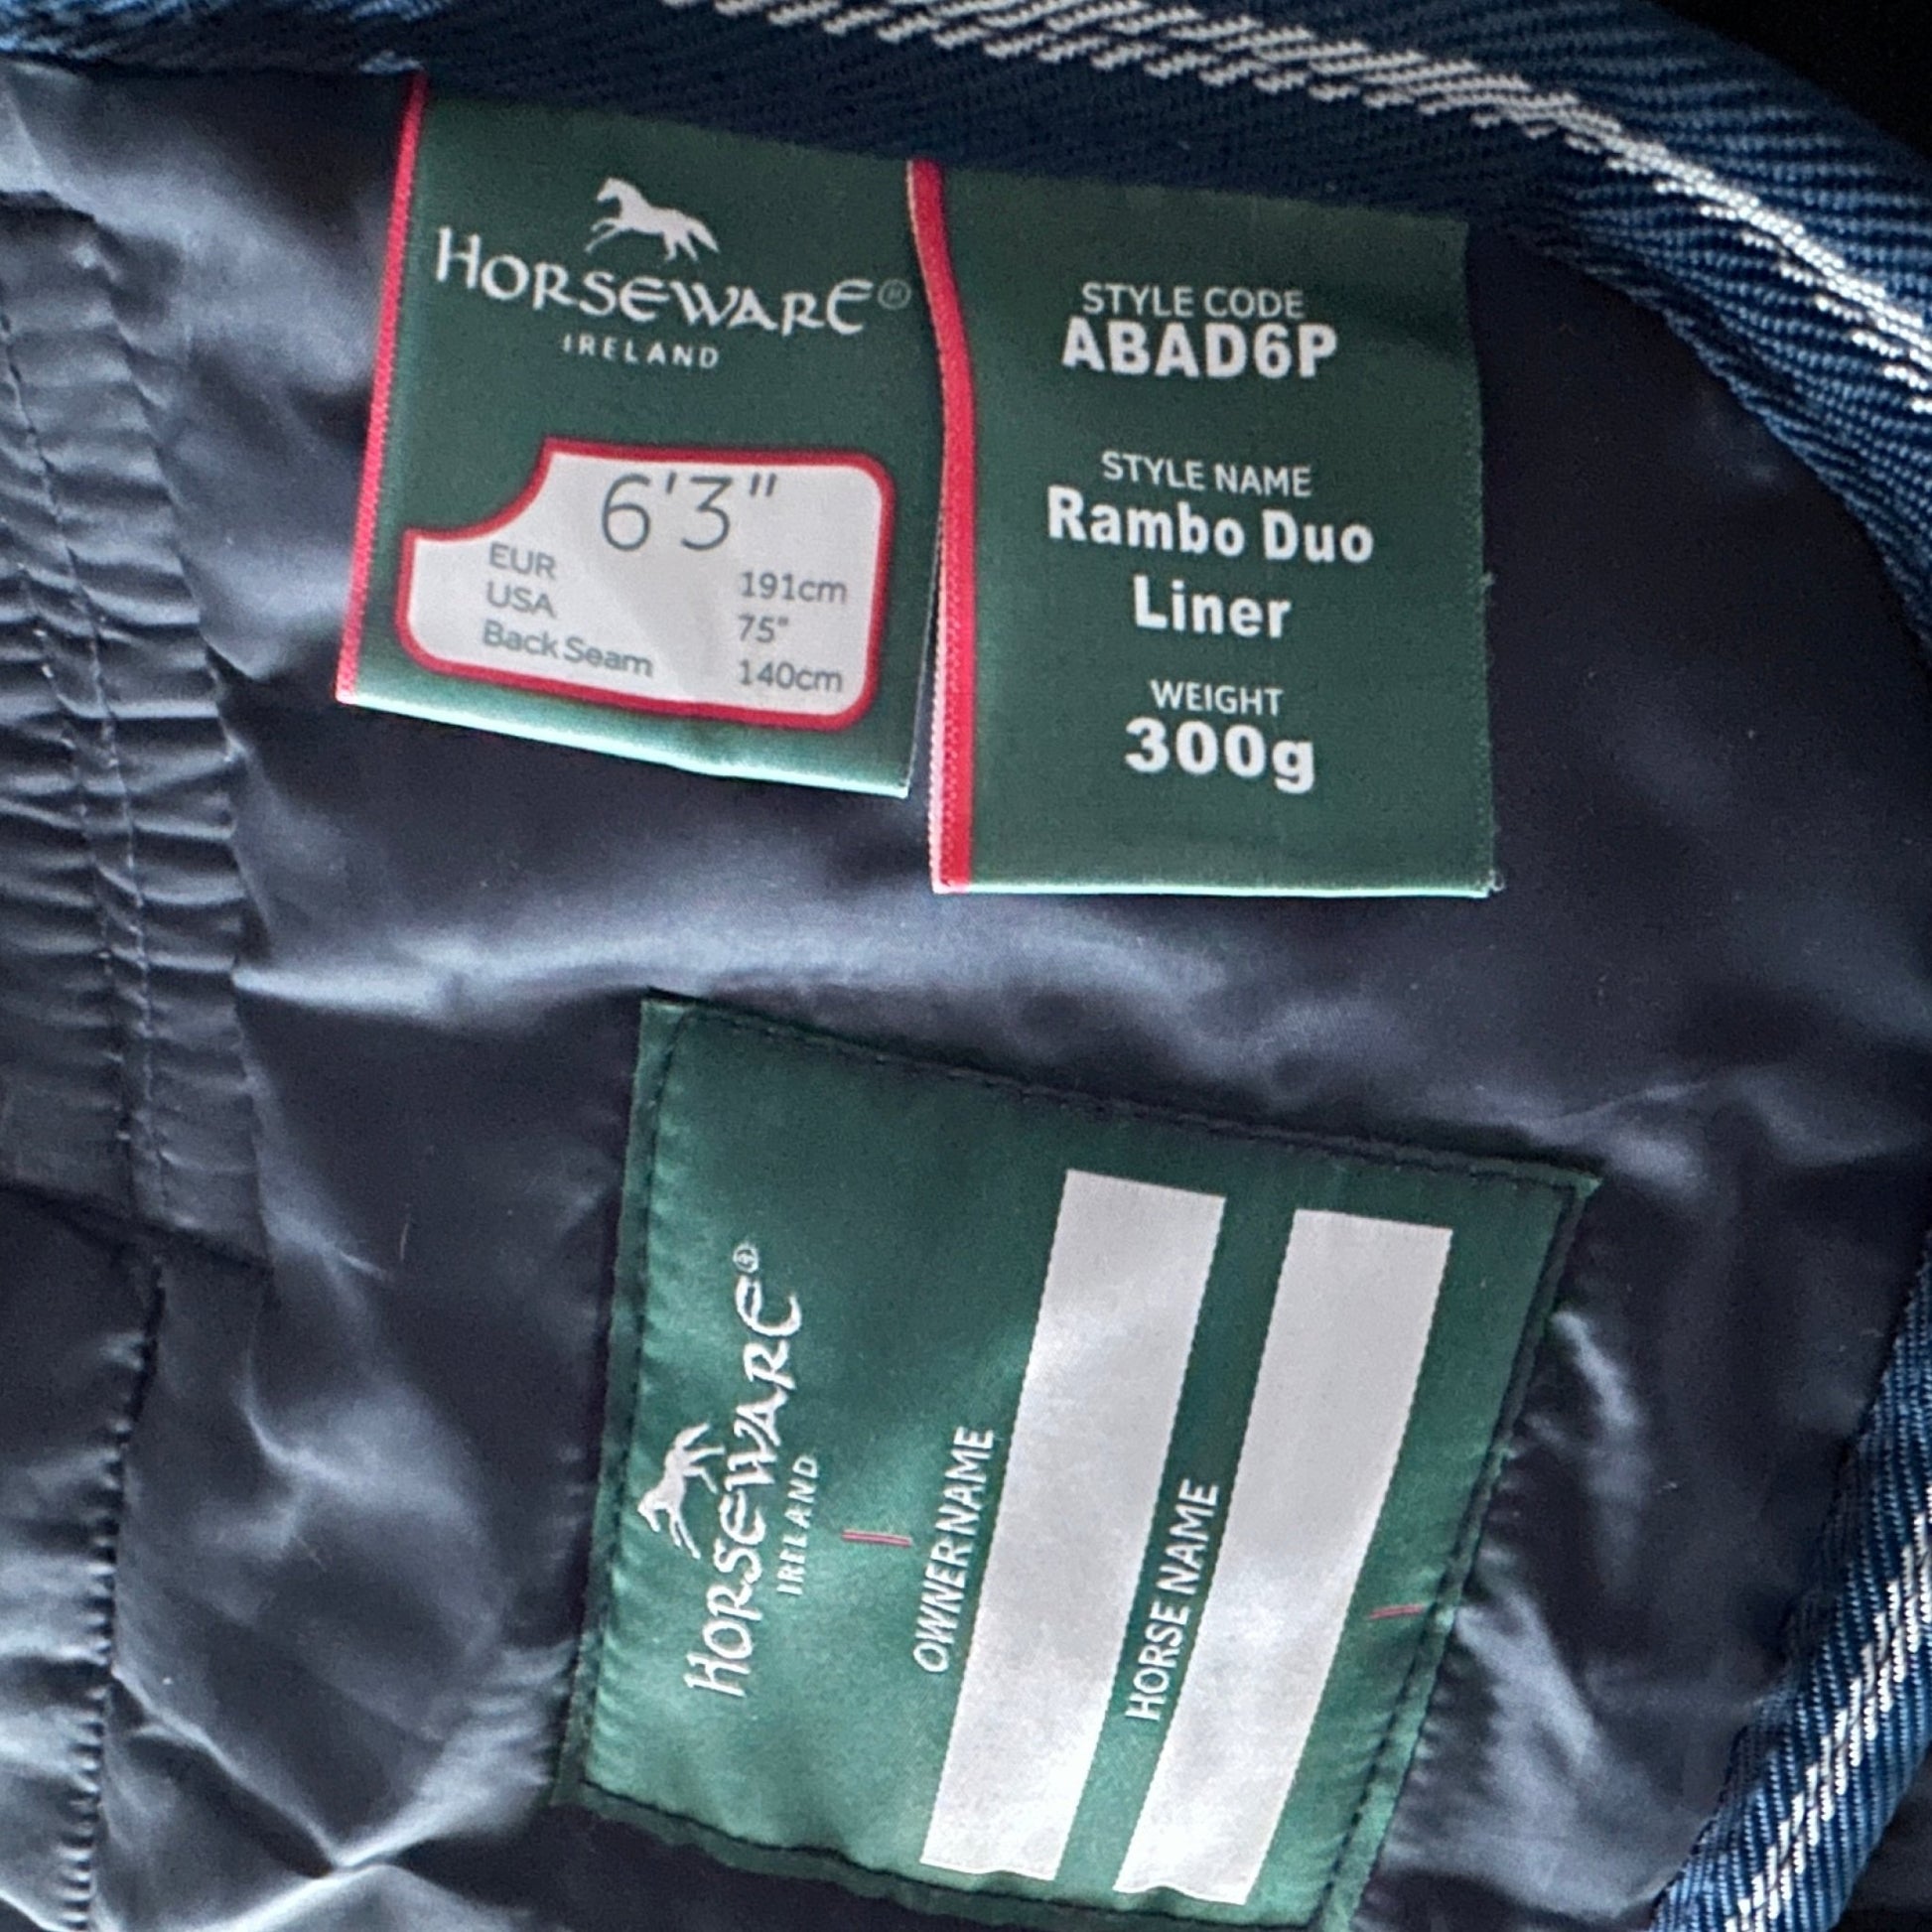 HORSEWARE®
IRELAND
6'3"
EUR 191cm
USA 75"
Back Seam 140cm
STYLE CODE
ABAD6P
STYLE NAME
Rambo Duo
Liner
WEIGHT
300g
HORSEWARE®
IRELAND
OWNER NAME
HORSE NAME